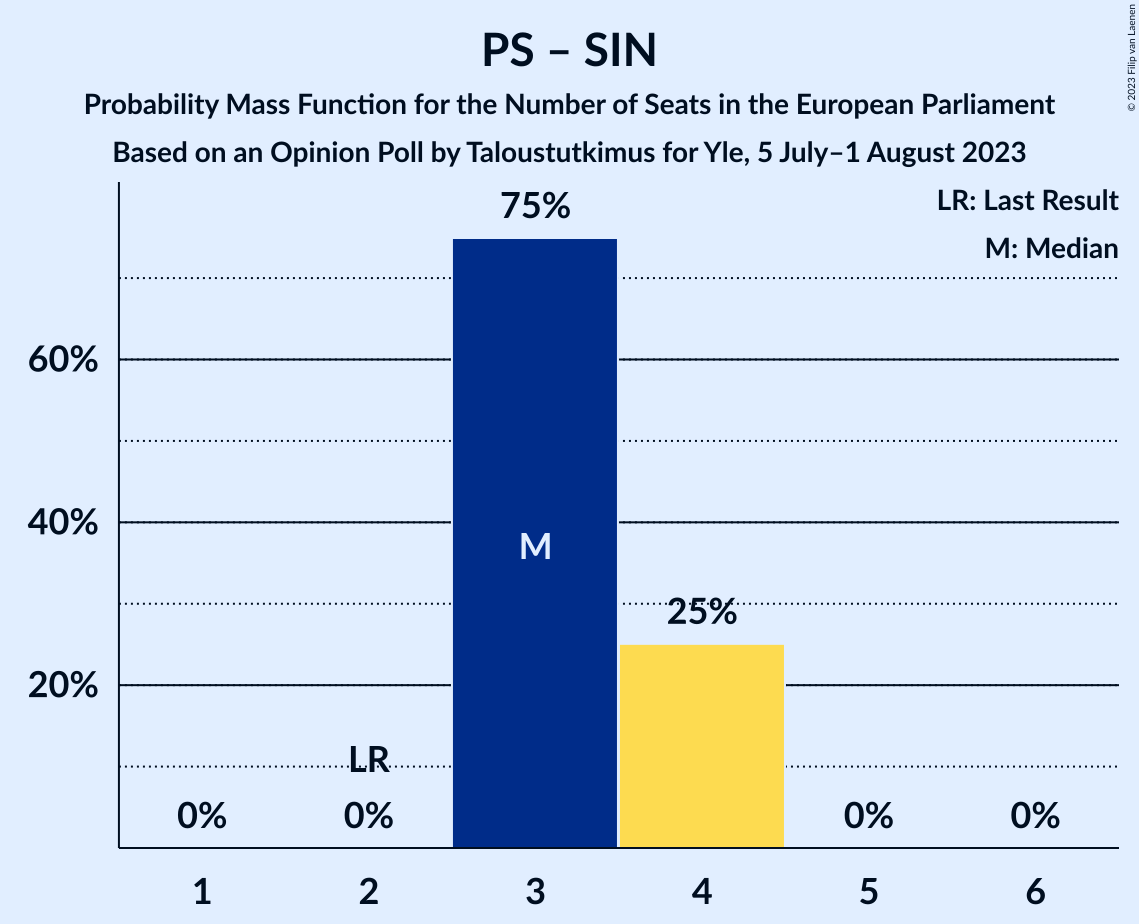 PS – SIN
Probability Mass Function for the Number of Seats in the European Parliament
Based on an Opinion Poll by Taloustutkimus for Yle, 5 July–1 August 2023
© 2023 Filip van Laenen
LR: Last Result
M: Median
75%
60%
40%
20%
M
25%
LR
0%
0%
0%
0%
1
2
3
4
5
6